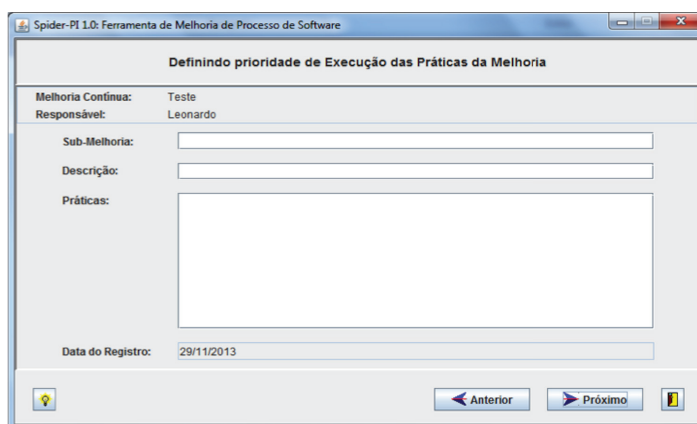 Spider-PI 1.0: Ferramenta de Melhoria de Processo de Software
Definindo prioridade de Execução das Práticas da Melhoria
Melhoria Contínua: Teste
Responsável: Leonardo
Sub-Melhoria:
Descrição:
Práticas:
Data do Registro: 29/11/2013
Anterior Próximo